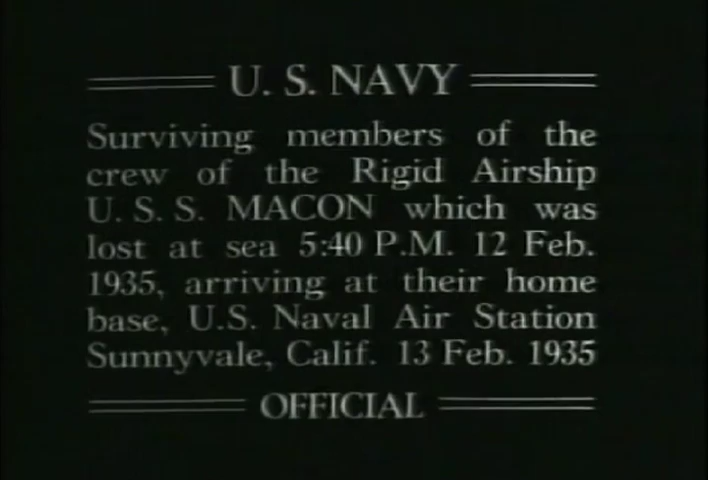 U. S. NAVY
Surviving members of the
crew of the Rigid Airship
U. S. S. MACON which was
lost at sea 5:40 P.M. 12 Feb.
1935, arriving at their home
base, U.S. Naval Air Station
Sunnyvale, Calif. 13 Feb. 1935
OFFICIAL